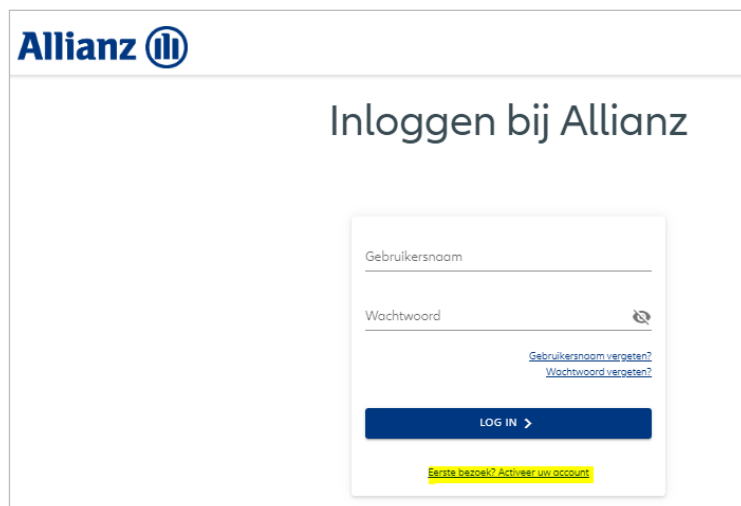 Allianz
Inloggen bij Allianz
Gebruikersnaam
Wachtwoord
Gebruikersnaam vergeten?
Wachtwoord vergeten?
LOG IN
Eerste bezoek? Activeer uw account